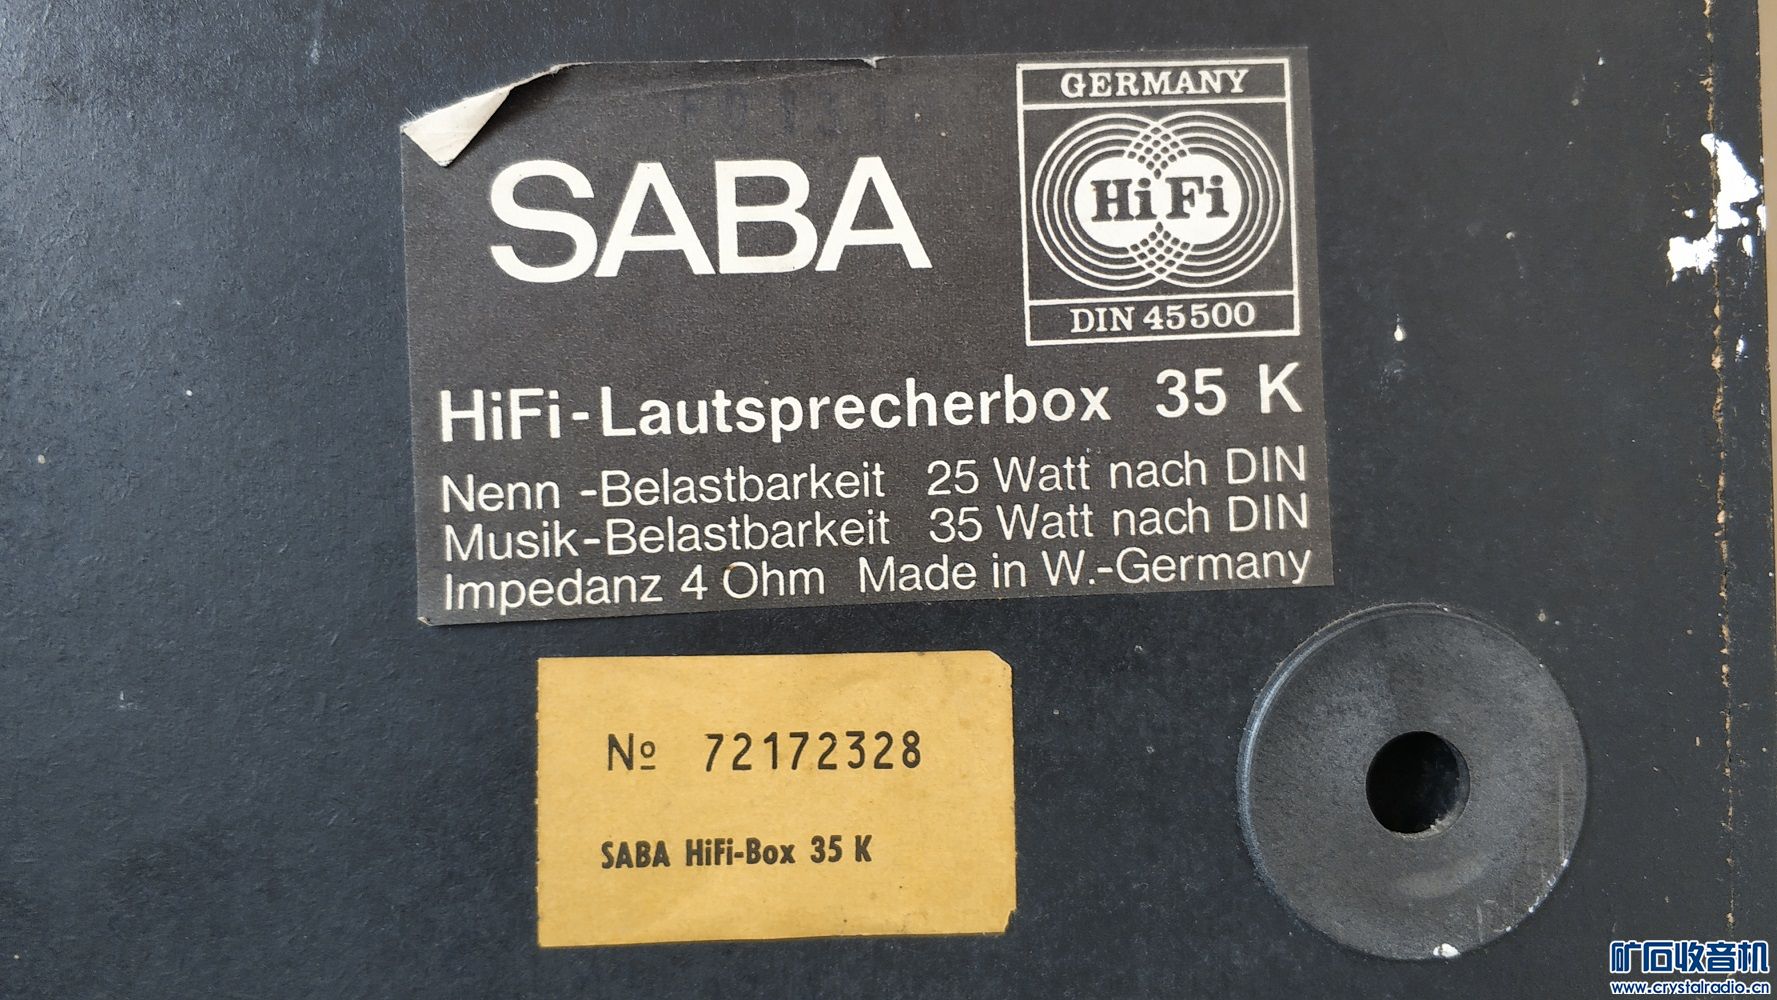 SABA
GERMANY
HiFi
DIN 45500
HiFi-Lautsprecherbox 35 K
Nenn -Belastbarkeit 25 Watt nach DIN
Musik-Belastbarkeit 35 Watt nach DIN
Impedanz 4 Ohm Made in W.-Germany
Nº 72172328
SABA HiFi-Box 35 K
矿石收音机
www.crystalradio.cn